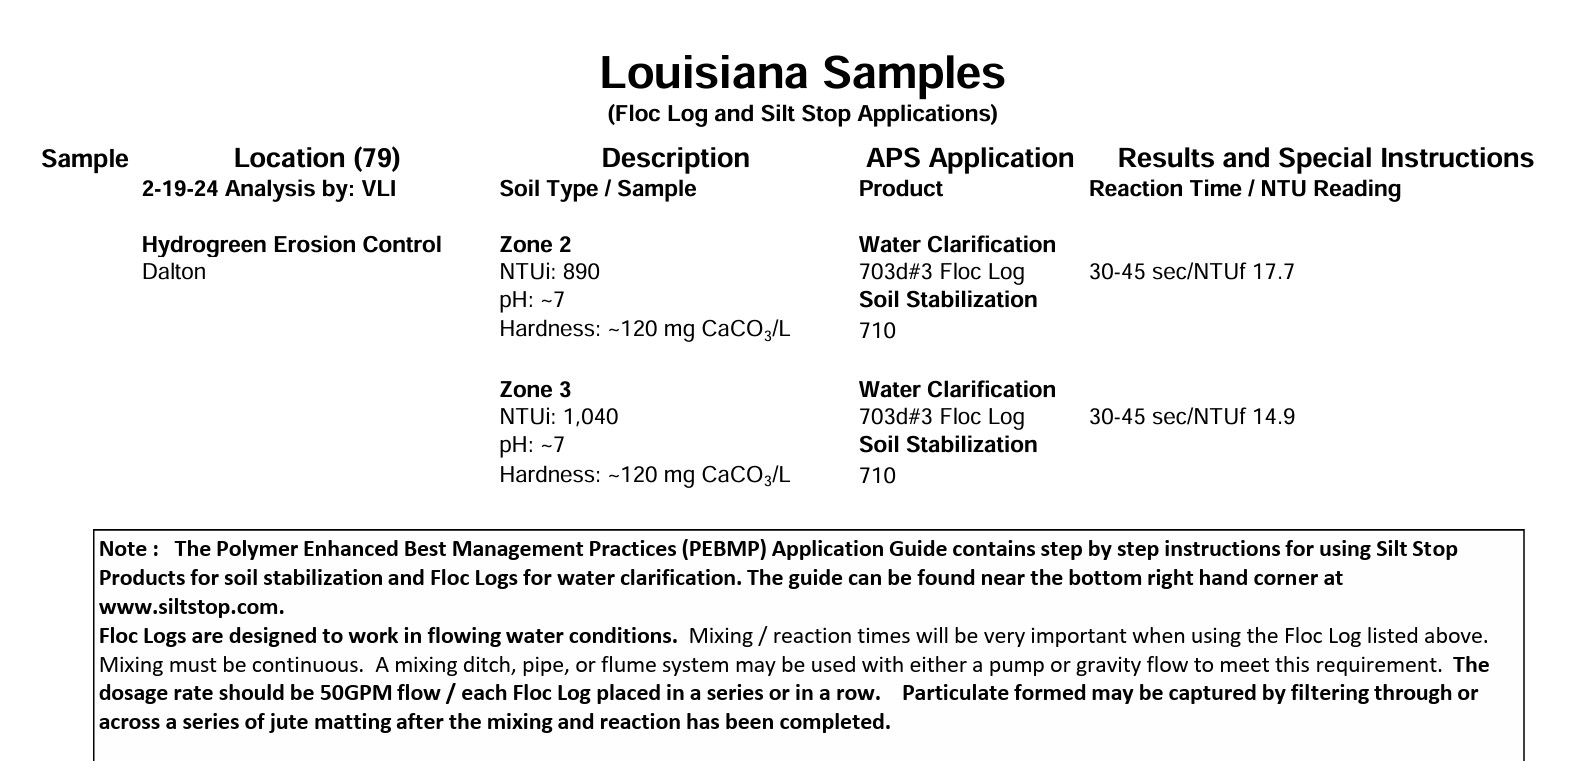 Louisiana Samples
(Floc Log and Silt Stop Applications)
Sample Location (79) Description APS Application Results and Special Instructions
2-19-24 Analysis by: VLI Soil Type / Sample Product Reaction Time / NTU Reading
Hydrogreen Erosion Control Zone 2 Water Clarification
Dalton NTUi: 890 703d#3 Floc Log 30-45 sec/NTUf 17.7
pH: ~7 Soil Stabilization
Hardness: ~120 mg CaCO₃/L 710
Zone 3 Water Clarification
NTUi: 1,040 703d#3 Floc Log 30-45 sec/NTUf 14.9
pH: ~7 Soil Stabilization
Hardness: ~120 mg CaCO₃/L 710
Note : The Polymer Enhanced Best Management Practices (PEBMP) Application Guide contains step by step instructions for using Silt Stop
Products for soil stabilization and Floc Logs for water clarification. The guide can be found near the bottom right hand corner at
www.siltstop.com.
Floc Logs are designed to work in flowing water conditions. Mixing / reaction times will be very important when using the Floc Log listed above.
Mixing must be continuous. A mixing ditch, pipe, or flume system may be used with either a pump or gravity flow to meet this requirement. The
dosage rate should be 50GPM flow / each Floc Log placed in a series or in a row. Particulate formed may be captured by filtering through or
across a series of jute matting after the mixing and reaction has been completed.